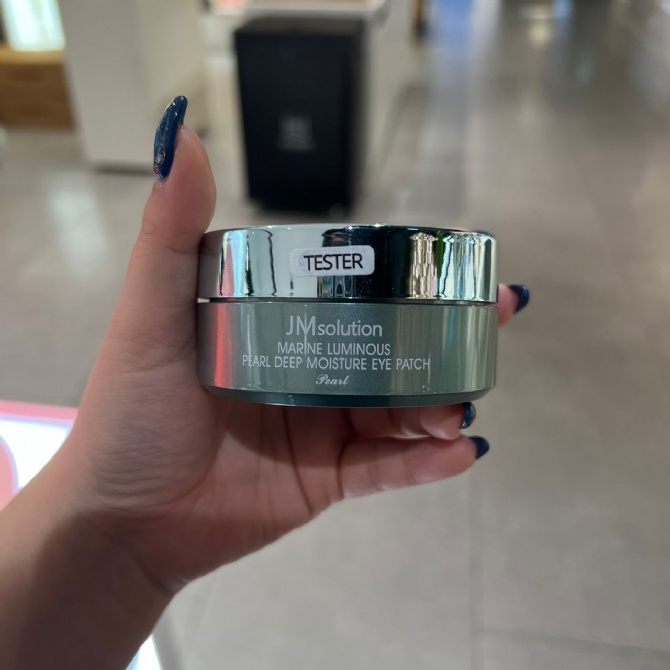 TESTER
JMsolution
MARINE LUMINOUS
PEARL DEEP MOISTURE EYE PATCH
Pearl